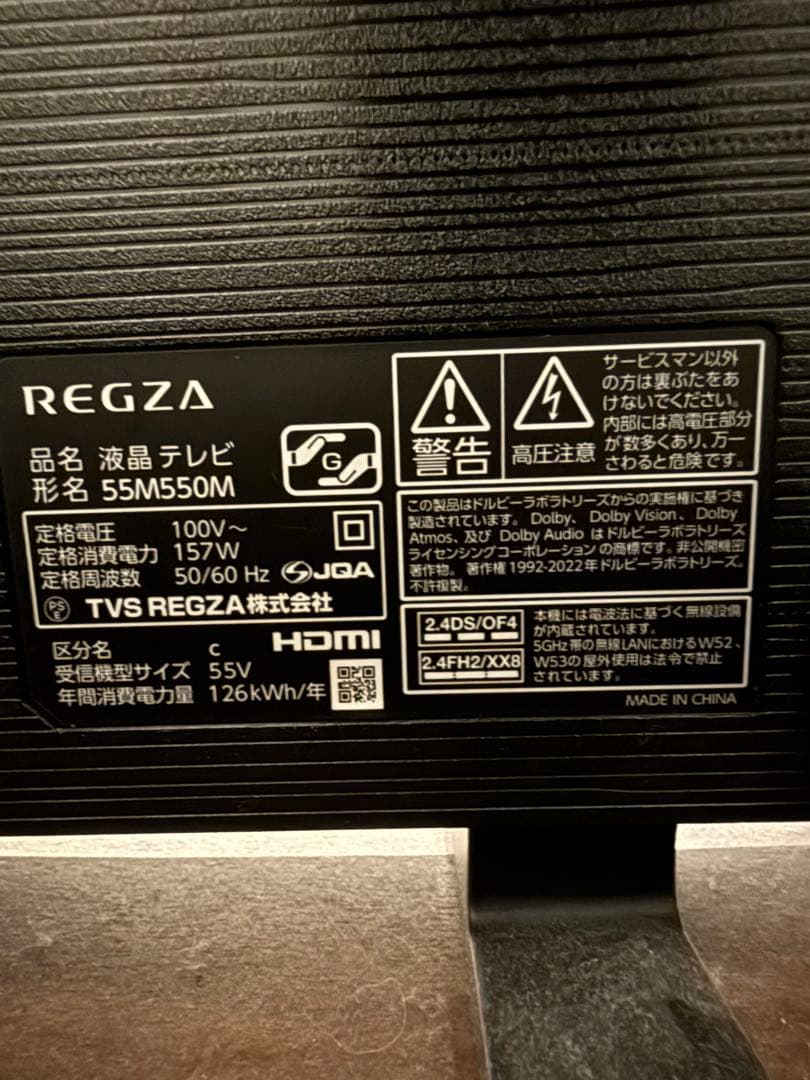 REGZA
品名 液晶テレビ
形名 55M550M
G
定格電圧 100V～
定格消費電力 157W
定格周波数 50/60 Hz
JQA
PS
E
TVS REGZA株式会社
区分名 c
HDMI
受信機型サイズ 55V
年間消費電力量 126kWh/年
警告
高圧注意
サービスマン以外
の方は裏ぶたをあ
けないでください。
内部には高電圧部分
が数多くあり、万一
さわると危険です。
この製品はドルビーラボラトリーズからの実施権に基づき
製造されています。Dolby、Dolby Vision、Dolby
Atmos、及び Dolby Audio はドルビーラボラトリーズ
ライセンシングコーポレーションの商標です。非公開機密
著作物。著作権1992-2022年ドルビーラボラトリーズ。
不許複製。
2.4DS/OF4
2.4FH2/XX8
本機には電波法に基づく無線設備
が内蔵されています。
5GHz帯の無線LANにおけるW52、
W53の屋外使用は法令で禁止
されています。
MADE IN CHINA